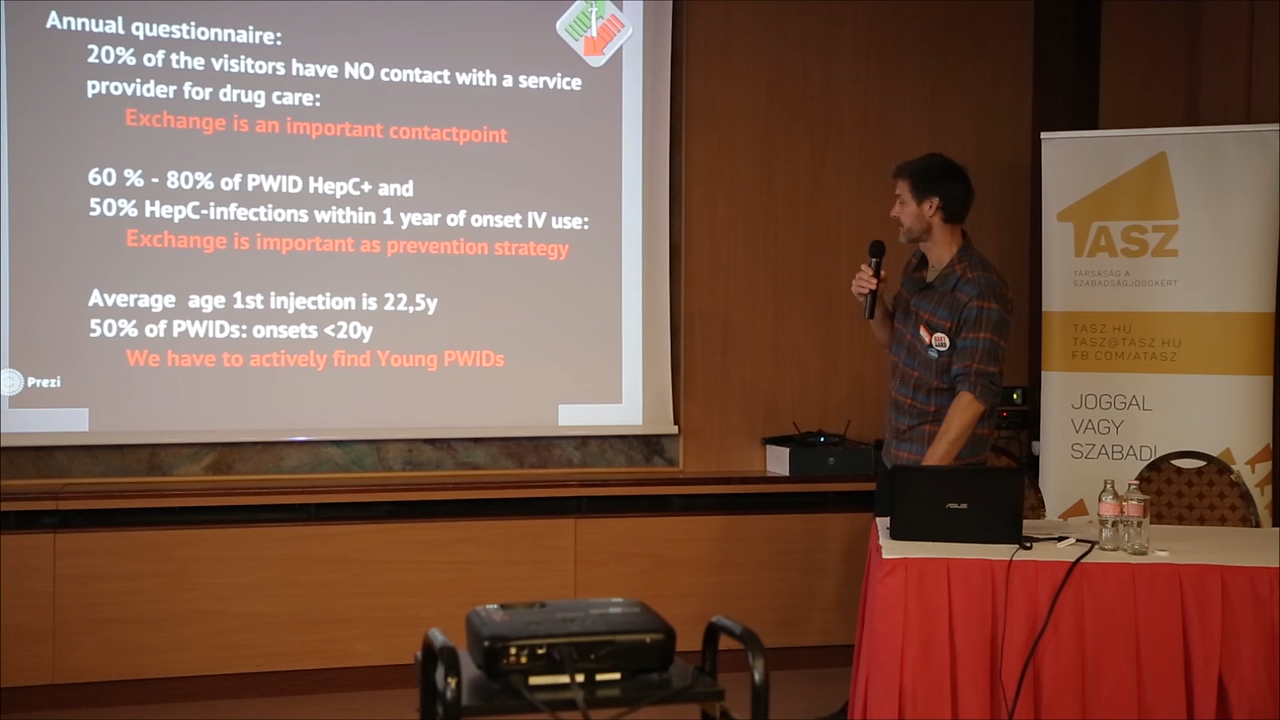 Annual questionnaire:
20% of the visitors have NO contact with a service
provider for drug care:
Exchange is an important contactpoint
60 % - 80% of PWID HepC+ and
50% HepC-infections within 1 year of onset IV use:
Exchange is important as prevention strategy
Average age 1st injection is 22,5y
50% of PWIDs: onsets <20y
We have to actively find Young PWIDs
Prezi
TASZ
TÁRSASÁG A
SZABADSÁGJOGOKÉRT
TASZ.HU
TASZ@TASZ.HU
FB.COM/ATASZ
JOGGAL
VAGY
SZABAD!
ASUS